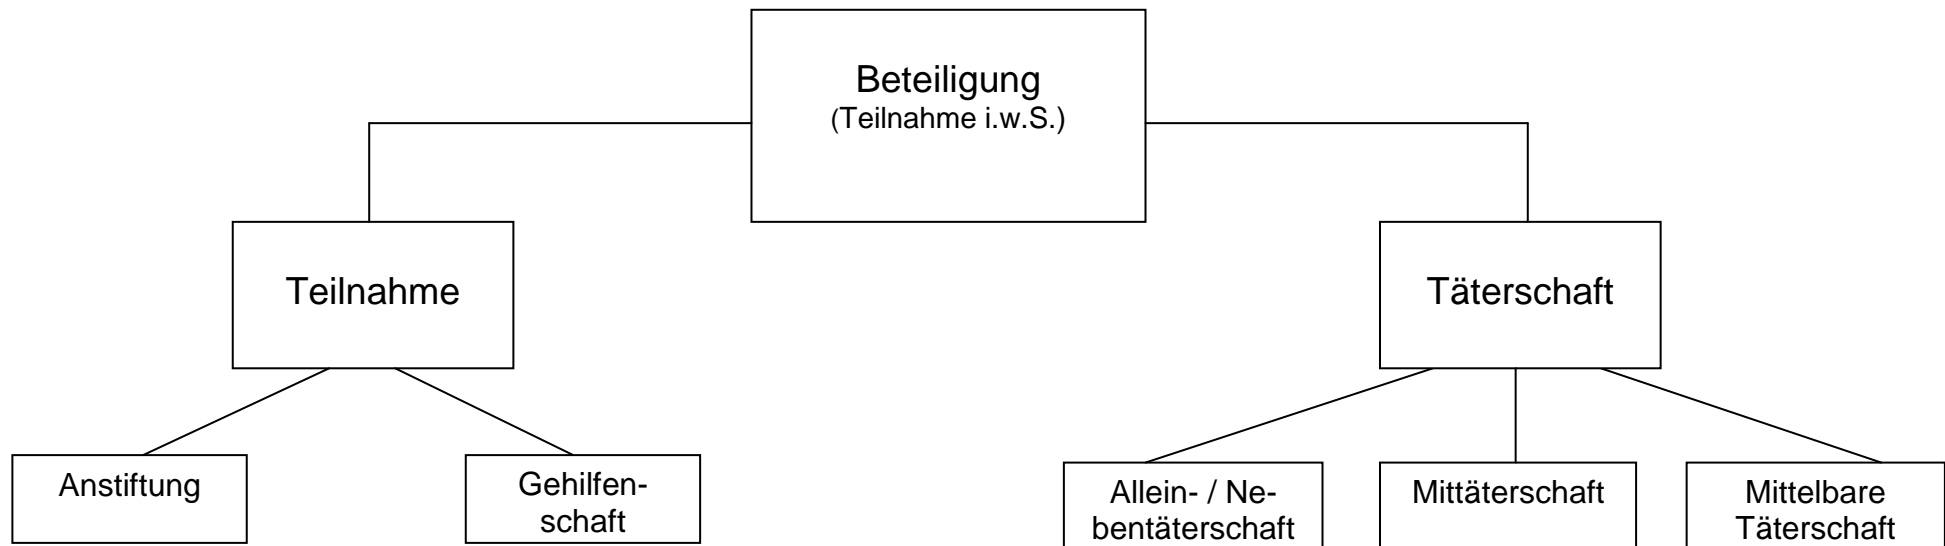 Beteiligung
(Teilnahme i.w.S.)
Teilnahme
Täterschaft
Anstiftung
Gehilfen-
schaft
Allein- / Ne-
bentäterschaft
Mittäterschaft
Mittelbare
Täterschaft